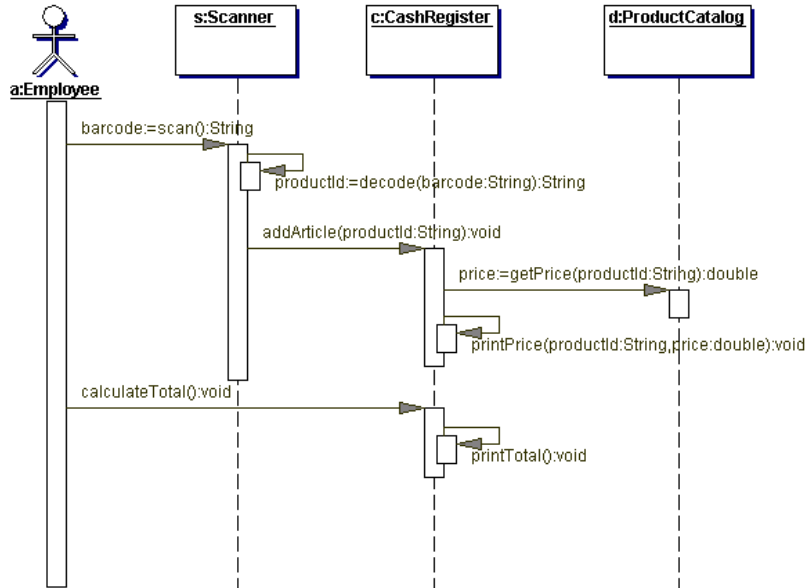 s:Scanner
c:CashRegister
d:ProductCatalog
a:Employee
barcode:=scan():String
productId:=decode(barcode:String):String
addArticle(productId:String):void
price:=getPrice(productId:String):double
printPrice(productId:String,price:double):void
calculateTotal():void
printTotal():void